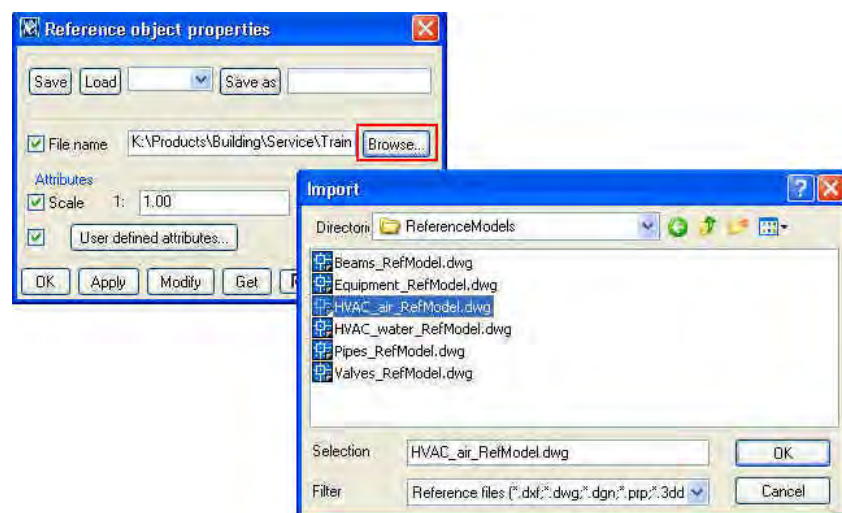 Reference object properties
Save Load Save as
File name K:\Products\Building\Service\Train Browse...
Attributes
Scale 1: 1.00
User defined attributes...
OK Apply Modify Get
Import
Directori ReferenceModels
Beams_RefModel.dwg
Equipment_RefModel.dwg
HVAC_air_RefModel.dwg
HVAC_water_RefModel.dwg
Pipes_RefModel.dwg
Valves_RefModel.dwg
Selection HVAC_air_RefModel.dwg OK
Filter Reference files (*.dxf;*.dwg;*.dgn;*.prp;*.3dd Cancel